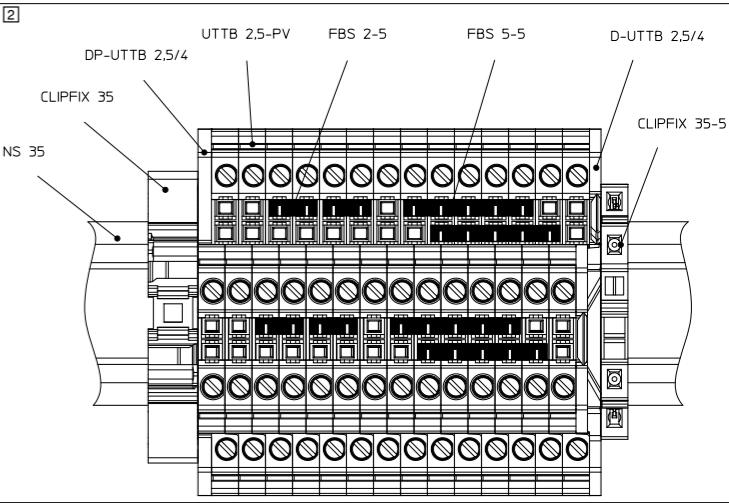 2
UTTB 2,5-PV
FBS 2-5
FBS 5-5
D-UTTB 2,5/4
DP-UTTB 2,5/4
CLIPFIX 35
CLIPFIX 35-5
NS 35